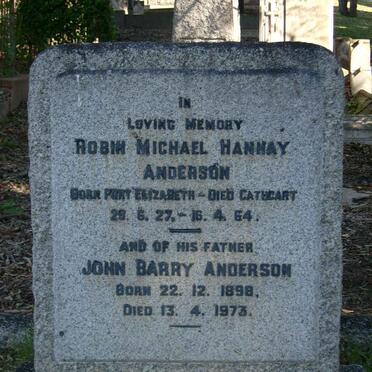 IN
LOVING MEMORY
ROBIN MICHAEL HANNAY
ANDERSON
BORN PORT ELIZABETH - DIED CATHCART
29. 6. 27. - 16. 4. 64.
AND OF HIS FATHER
JOHN BARRY ANDERSON
BORN 22. 12. 1898.
DIED 13. 4. 1973.